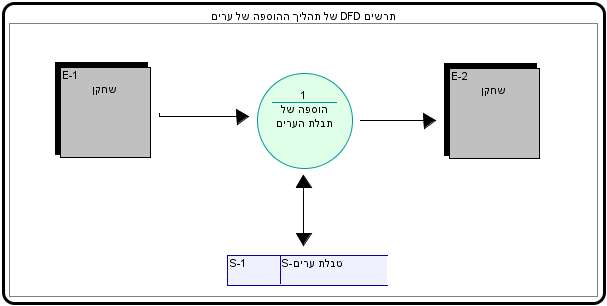 תרשים DFD של תהליך ההוספה של ערים
E-1
שחקן
1
הוספה של
תבלת הערים
E-2
שחקן
S-1
S-טבלת ערים